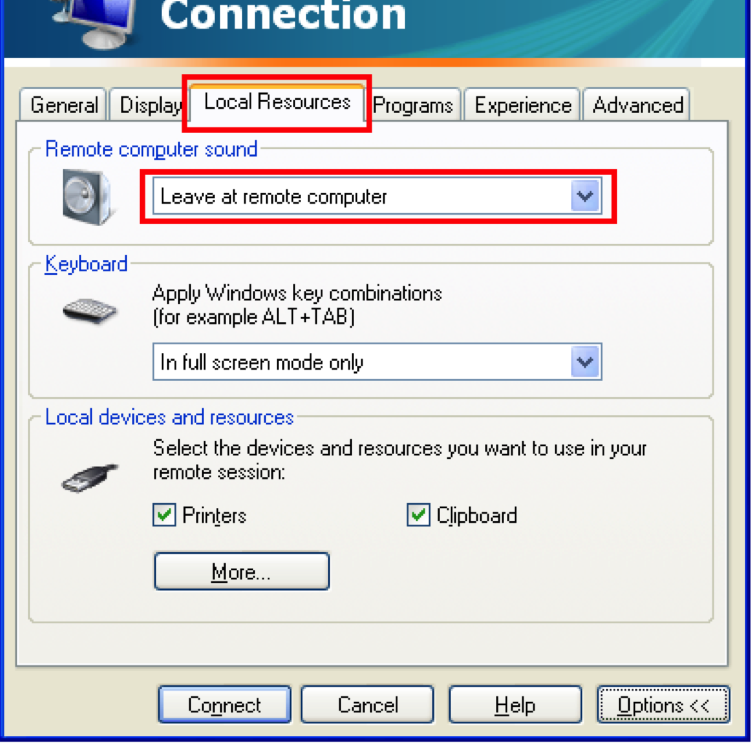 Connection
General Display Local Resources Programs Experience Advanced
Remote computer sound
Leave at remote computer
Keyboard
Apply Windows key combinations
(for example ALT+TAB)
In full screen mode only
Local devices and resources
Select the devices and resources you want to use in your
remote session:
Printers Clipboard
More...
Connect Cancel Help Options <<